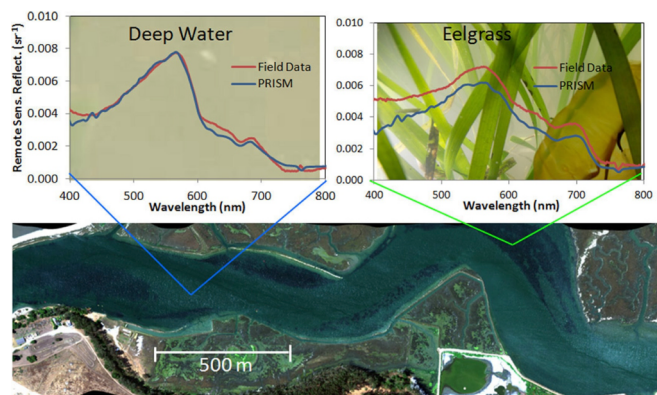 Deep Water
Remote Sens. Reflect. (sr⁻¹)
0.010
0.008
0.006
0.004
0.002
0.000
Field Data
PRISM
400 500 600 700 800
Wavelength (nm)
Eelgrass
0.010
0.008
0.006
0.004
0.002
0.000
Field Data
PRISM
400 500 600 700 800
Wavelength (nm)
500 m